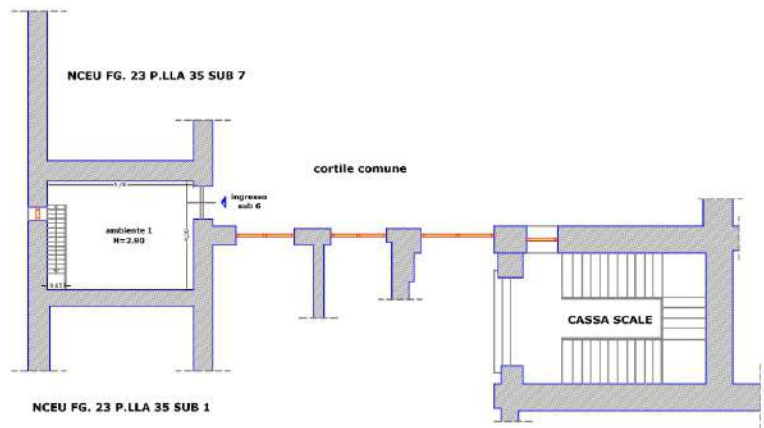 NCEU FG. 23 P.LLA 35 SUB 7
cortile comune
ingresso
sub 6
ambiente 1
H=2.90
CASSA SCALE
NCEU FG. 23 P.LLA 35 SUB 1